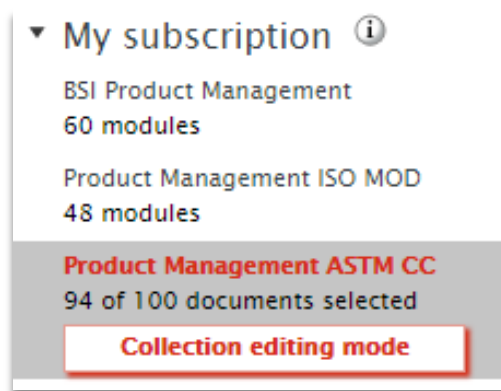 My subscription
BSI Product Management
60 modules
Product Management ISO MOD
48 modules
Product Management ASTM CC
94 of 100 documents selected
Collection editing mode